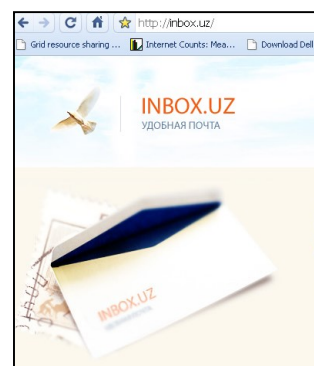 http://inbox.uz/
Grid resource sharing ...
Internet Counts: Mea...
Download Dell
INBOX.UZ
УДОБНАЯ ПОЧТА
INBOX.UZ